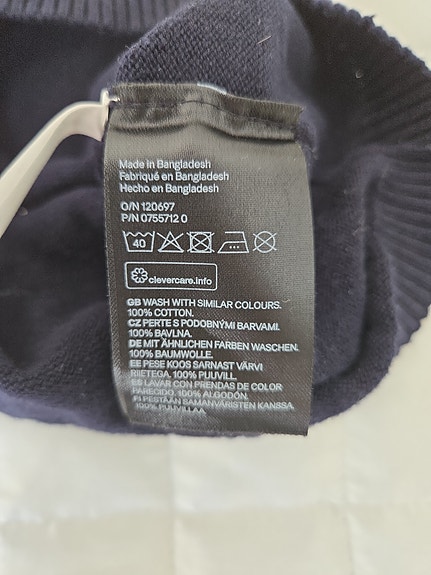 Made in Bangladesh
Fabriqué en Bangladesh
Hecho en Bangladesh
O/N 120697
P/N 0755712 0
40
clevercare.info
GB WASH WITH SIMILAR COLOURS.
100% COTTON.
CZ PERTE S PODOBNÝMI BARVAMI.
100% BAVLNA.
DE MIT ÄHNLICHEN FARBEN WASCHEN.
100% BAUMWOLLE.
EE PESE KOOS SARNAST VÄRVI
RIETEGA. 100% PUUVILL.
ES LAVAR CON PRENDAS DE COLOR
PARECIDO. 100% ALGODÓN.
FI PESTÄÄN SAMANVÄRISTEN KANSSA.
100% PUUVILLAA.